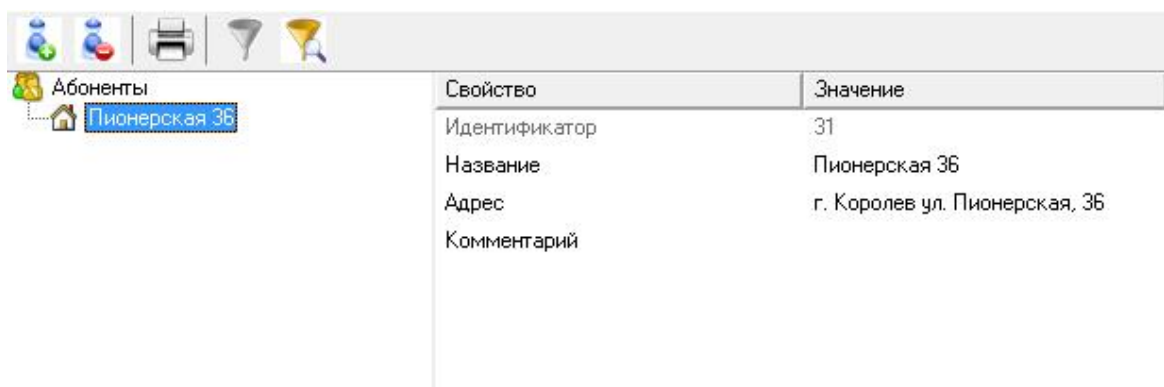 Абоненты
Пионерская 36
Свойство Значение
Идентификатор 31
Название Пионерская 36
Адрес г. Королев ул. Пионерская, 36
Комментарий